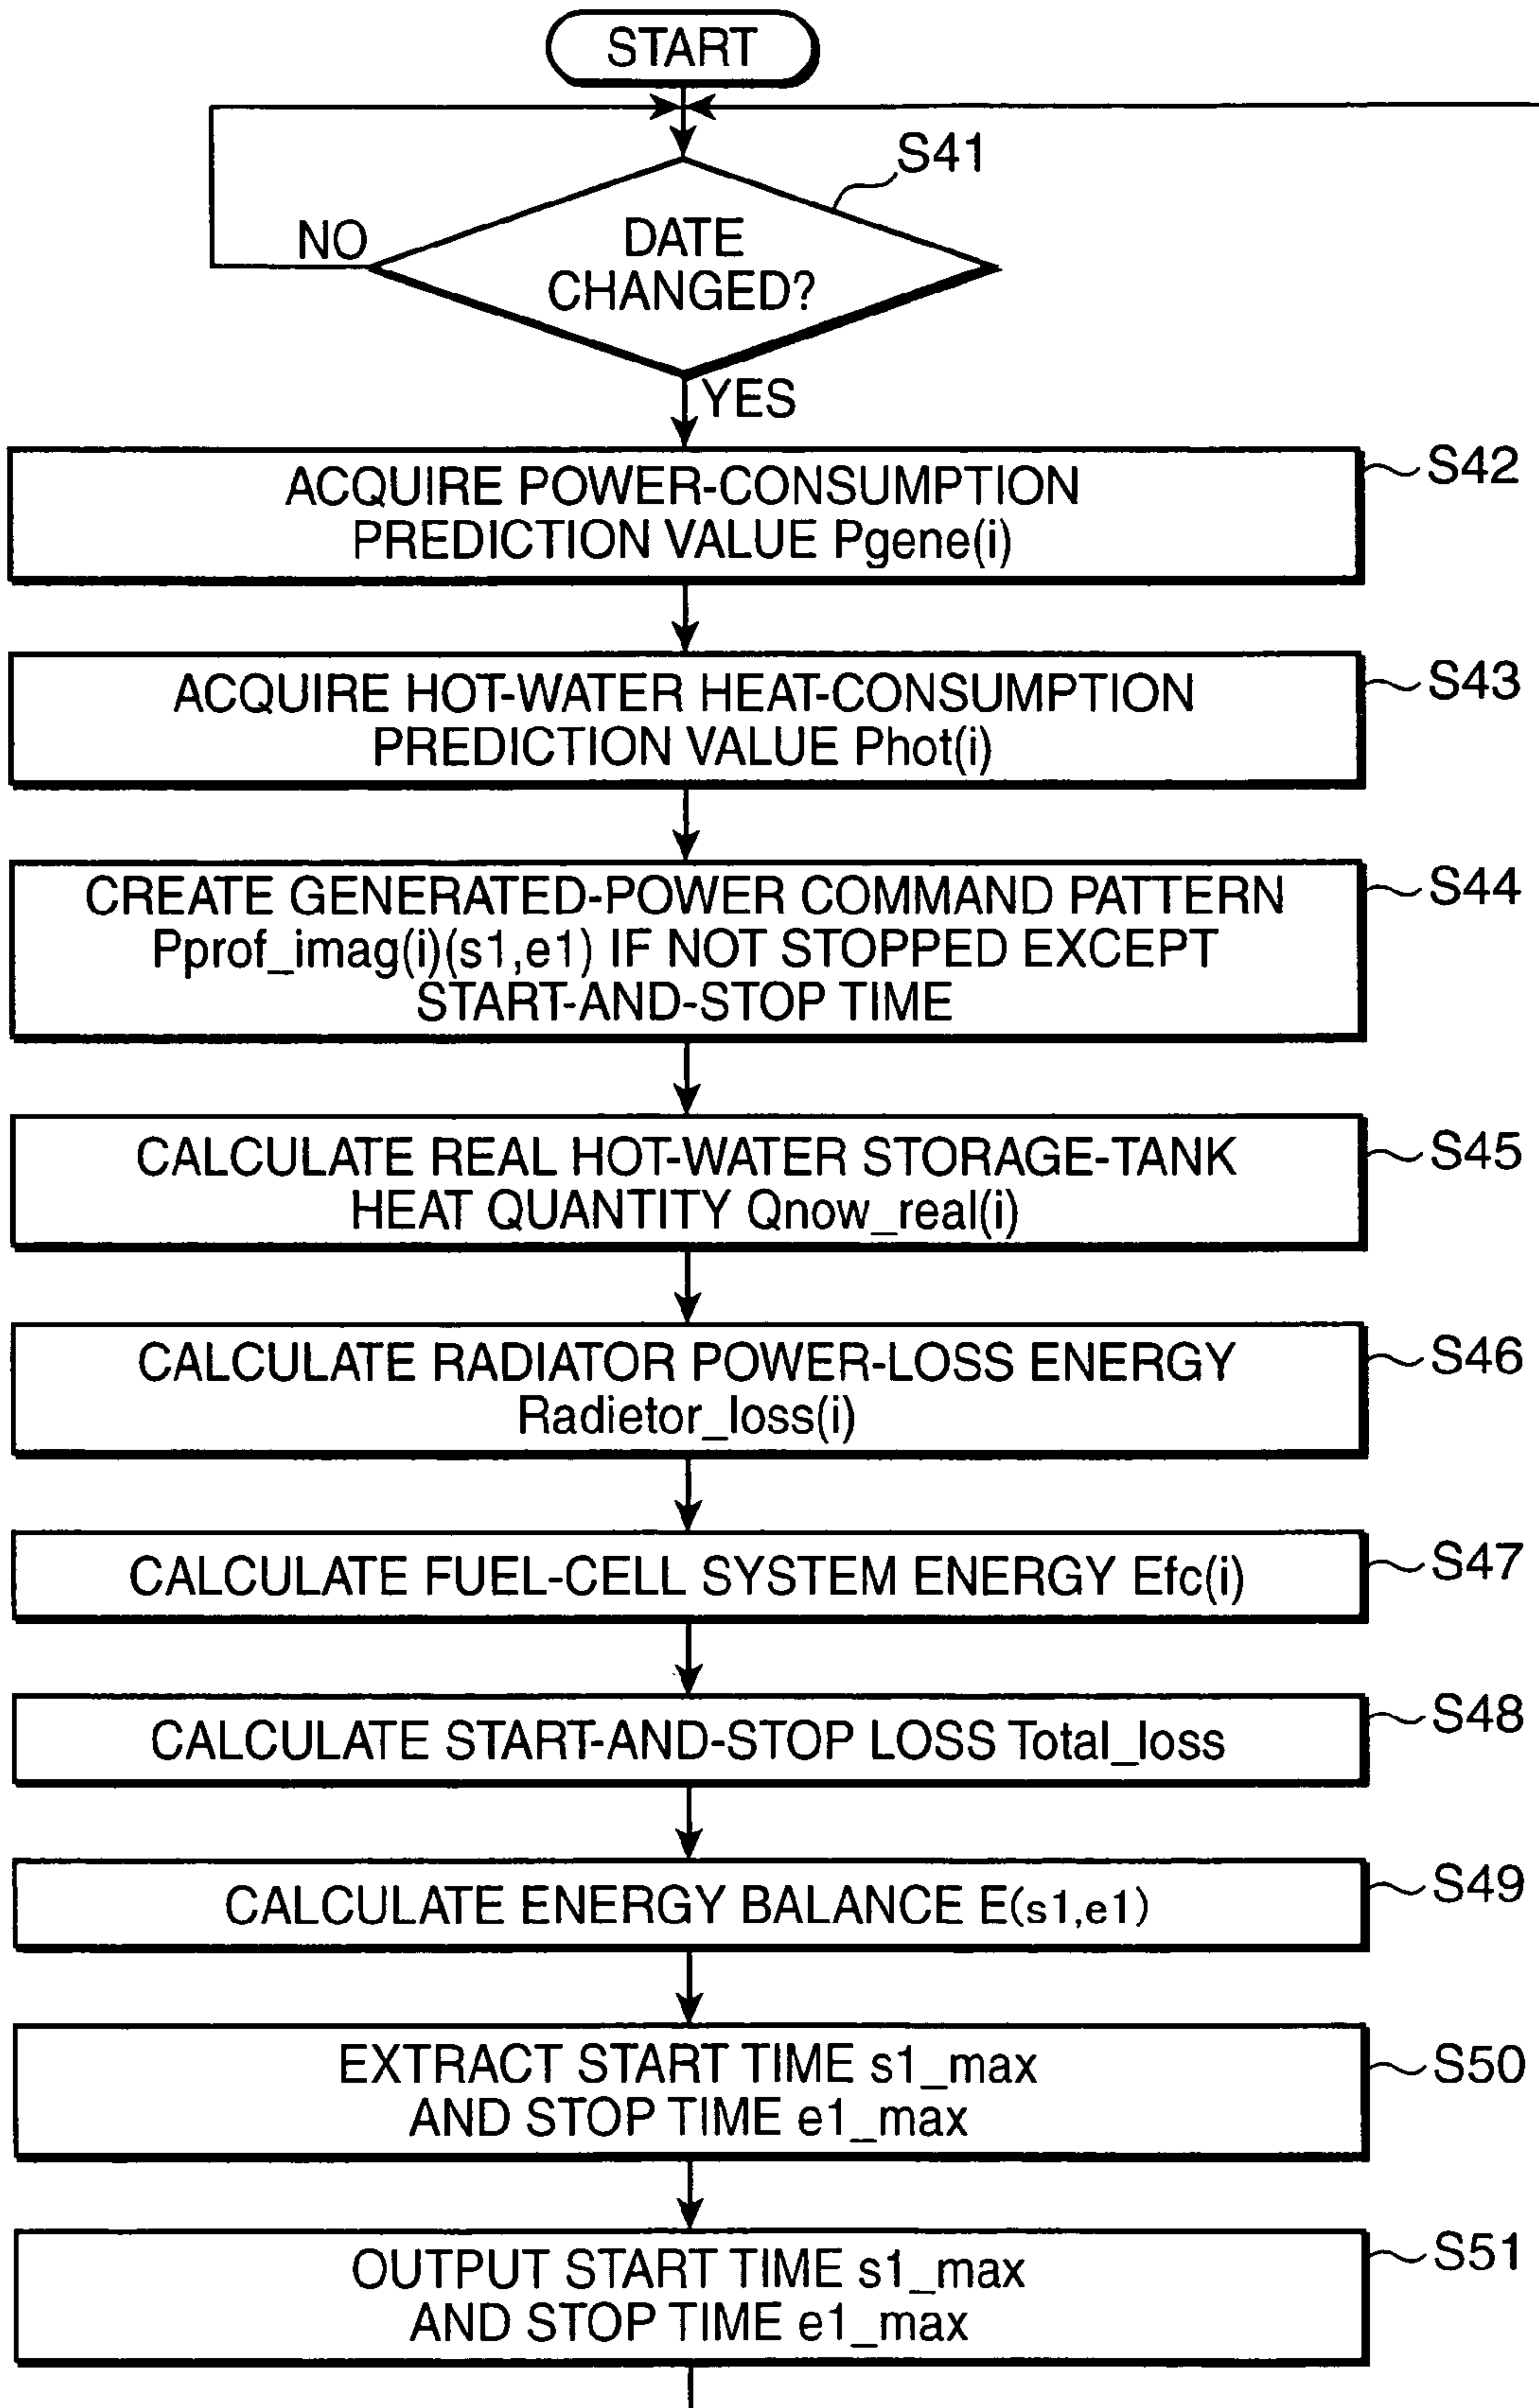 START
S41
NO
DATE
CHANGED?
YES
S42
ACQUIRE POWER-CONSUMPTION
PREDICTION VALUE Pgene(i)
S43
ACQUIRE HOT-WATER HEAT-CONSUMPTION
PREDICTION VALUE Phot(i)
S44
CREATE GENERATED-POWER COMMAND PATTERN
Pprof_imag(i)(s1,e1) IF NOT STOPPED EXCEPT
START-AND-STOP TIME
S45
CALCULATE REAL HOT-WATER STORAGE-TANK
HEAT QUANTITY Qnow_real(i)
S46
CALCULATE RADIATOR POWER-LOSS ENERGY
Radietor_loss(i)
S47
CALCULATE FUEL-CELL SYSTEM ENERGY Efc(i)
S48
CALCULATE START-AND-STOP LOSS Total_loss
S49
CALCULATE ENERGY BALANCE E(s1,e1)
S50
EXTRACT START TIME s1_max
AND STOP TIME e1_max
S51
OUTPUT START TIME s1_max
AND STOP TIME e1_max